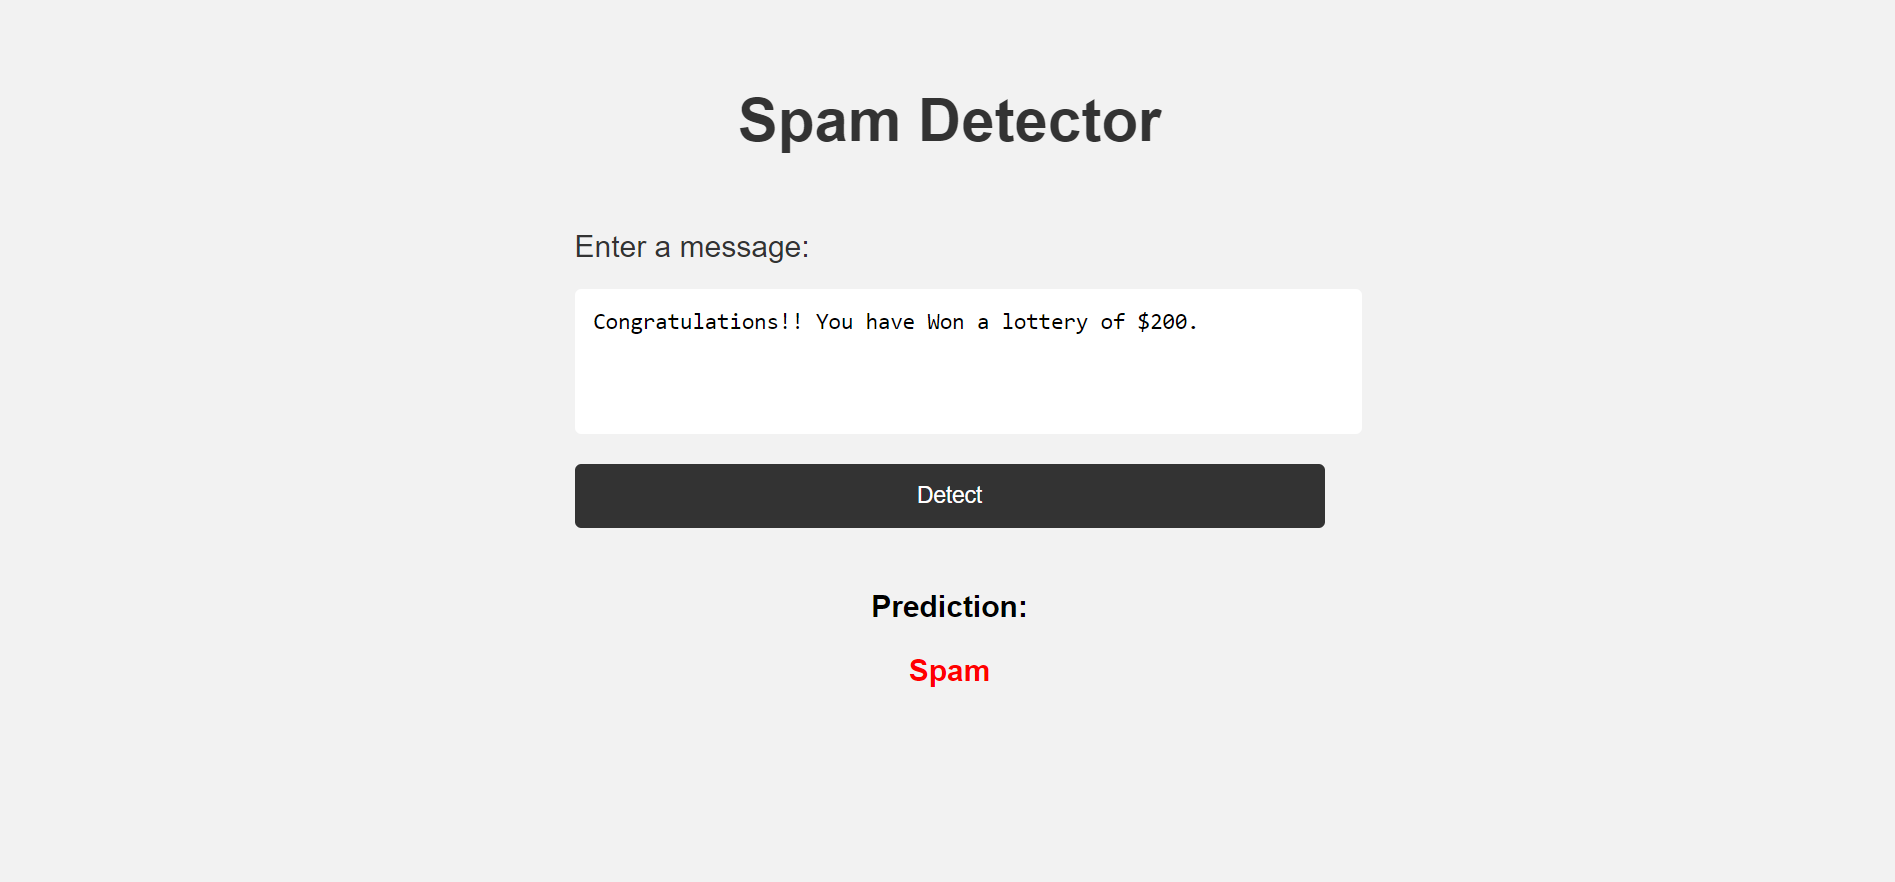 Spam Detector
Enter a message:
Congratulations!! You have Won a lottery of $200.
Detect
Prediction:
Spam